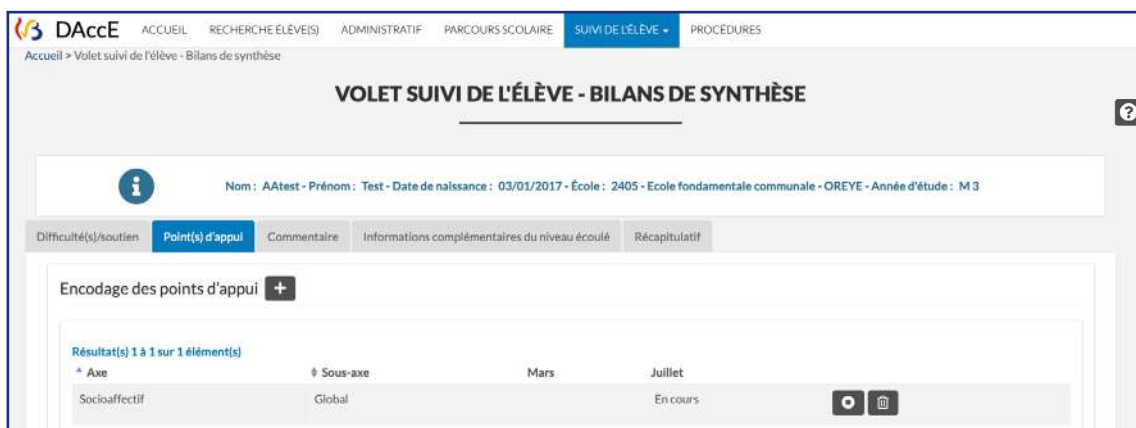 DAccE ACCUEIL RECHERCHE ÉLÈVE(S) ADMINISTRATIF PARCOURS SCOLAIRE SUIVI DE L'ÉLÈVE PROCÉDURES
Accueil > Volet suivi de l'élève - Bilans de synthèse
VOLET SUIVI DE L'ÉLÈVE - BILANS DE SYNTHÈSE
Nom : AAtest - Prénom : Test - Date de naissance : 03/01/2017 - École : 2405 - Ecole fondamentale communale - OREYE - Année d'étude : M 3
Difficulté(s)/soutien Point(s) d'appui Commentaire Informations complémentaires du niveau écoulé Récapitulatif
Encodage des points d'appui +
Résultat(s) 1 à 1 sur 1 élément(s)
Axe Sous-axe Mars Juillet
Socioaffectif Global En cours